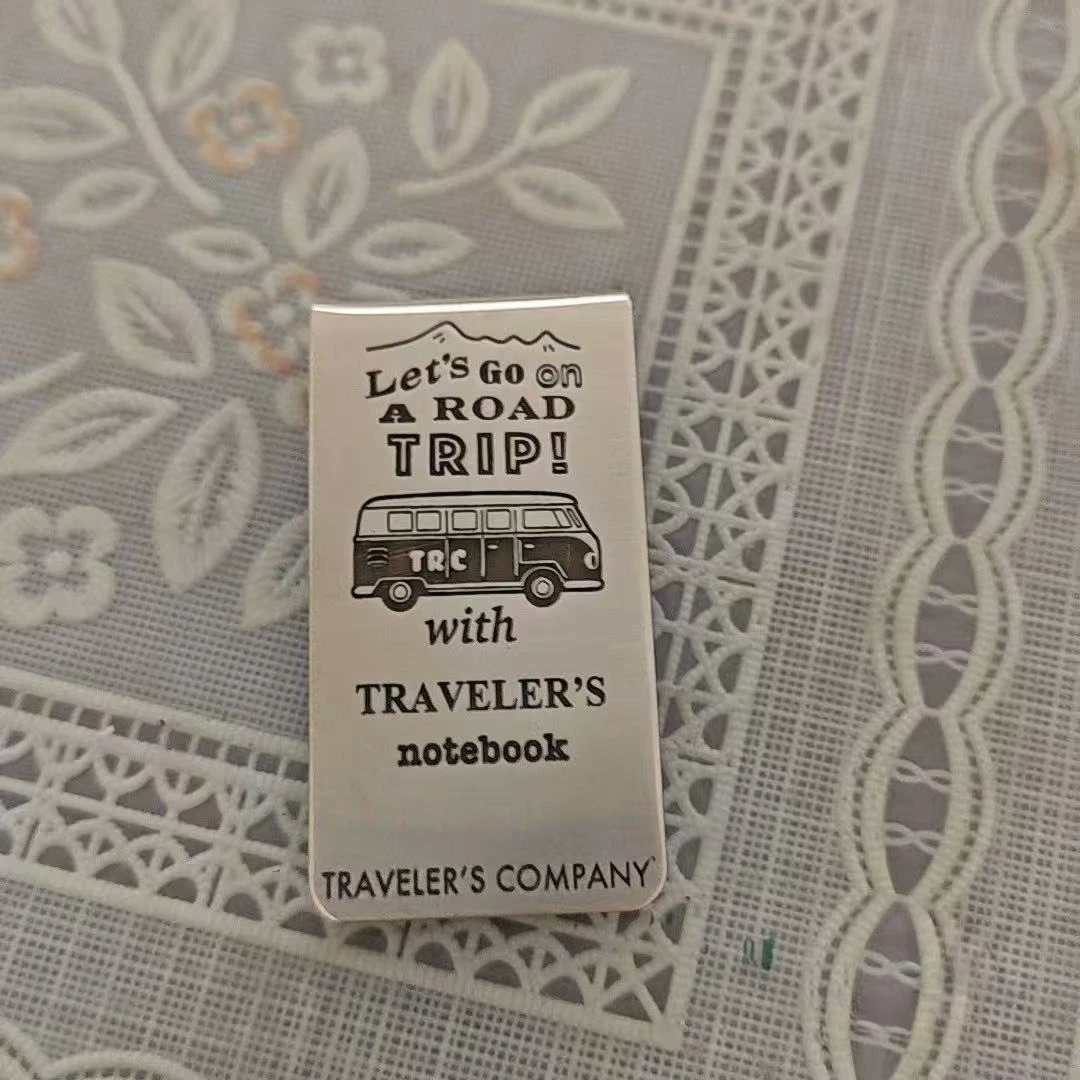 Let's Go on
A ROAD
TRIP!
TRC
with
TRAVELER'S
notebook
TRAVELER'S COMPANY